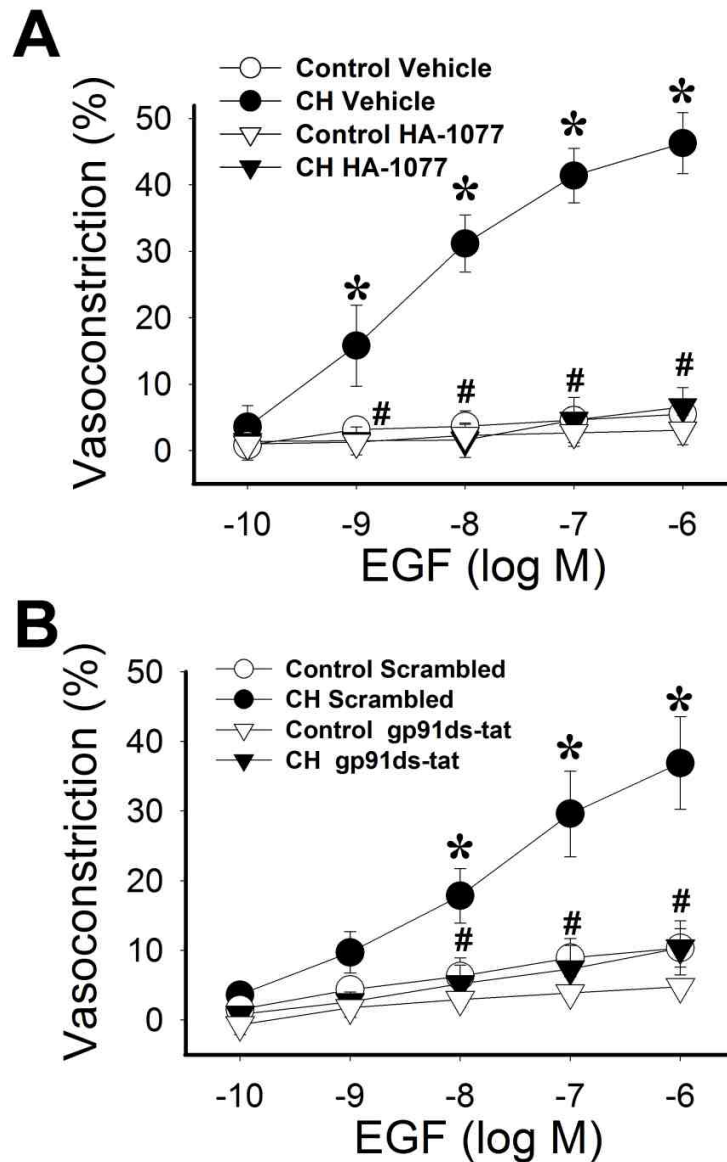 A
Control Vehicle
CH Vehicle
Control HA-1077
CH HA-1077
Vasoconstriction (%)
50
40
30
20
10
0
* * * *
# # # #
-10 -9 -8 -7 -6
EGF (log M)
B
Control Scrambled
CH Scrambled
Control gp91ds-tat
CH gp91ds-tat
Vasoconstriction (%)
50
40
30
20
10
0
* * *
# # #
-10 -9 -8 -7 -6
EGF (log M)